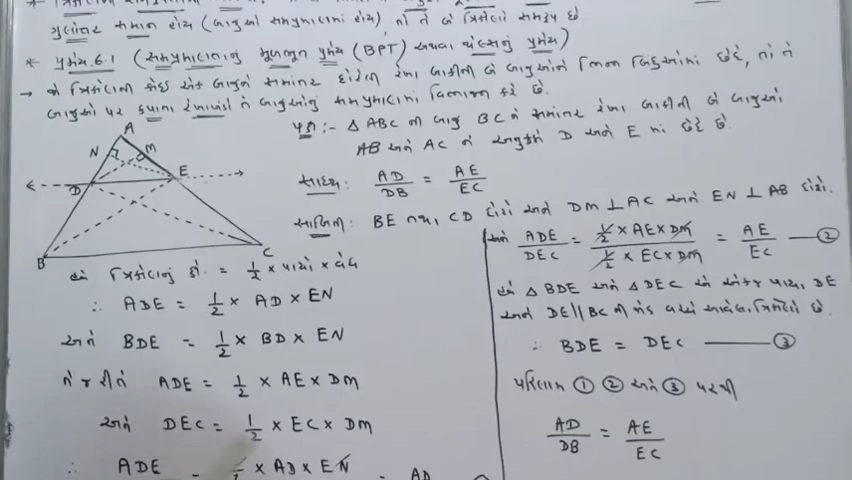 ગુણોત્તર સમાન હોય (બાજુઓ સમપ્રમાણમાં હોય) તો તે બે ત્રિકોણો સમરૂપ છે
* પ્રમેય 6.1 (સમપ્રમાણતાનું મૂળભૂત પ્રમેય (BPT) અથવા થેલ્સનું પ્રમેય)
→ જો ત્રિકોણની કોઈ એક બાજુને સમાંતર દોરેલી રેખા બાકીની બે બાજુઓને ભિન્ન બિંદુઓમાં છેદે, તો તે
બાજુઓ પર કપાતા રેખાખંડો તે બાજુઓનું સમપ્રમાણમાં વિભાજન કરે છે.
પક્ષ :- △ ABC ની બાજુ BC ને સમાંતર રેખા બાકીની બે બાજુઓ
AB અને AC ને અનુક્રમે D અને E માં છેદે છે.
A
N M
D E
B C
સાધ્ય: AD/DB = AE/EC
સાબિતી: BE તથા CD દોરો અને DM ⊥ AC અને EN ⊥ AB દોરો.
ત્રિકોણનું ક્ષે. = 1/2 × પાયો × વેધ
∴ ADE = 1/2 × AD × EN
અને BDE = 1/2 × BD × EN
તે જ રીતે ADE = 1/2 × AE × DM
અને DEC = 1/2 × EC × DM
∴ ADE = 1/2 × AD × EN = AD
અને ADE/DEC = 1/2 × AE × DM / 1/2 × EC × DM = AE/EC — ②
△ BDE અને △ DEC એ એક જ પાયા DE
અને DE || BC ની વચ્ચે આવેલા ત્રિકોણો છે.
∴ BDE = DEC — ③
પરિણામ ① ② અને ③ પરથી
AD/DB = AE/EC